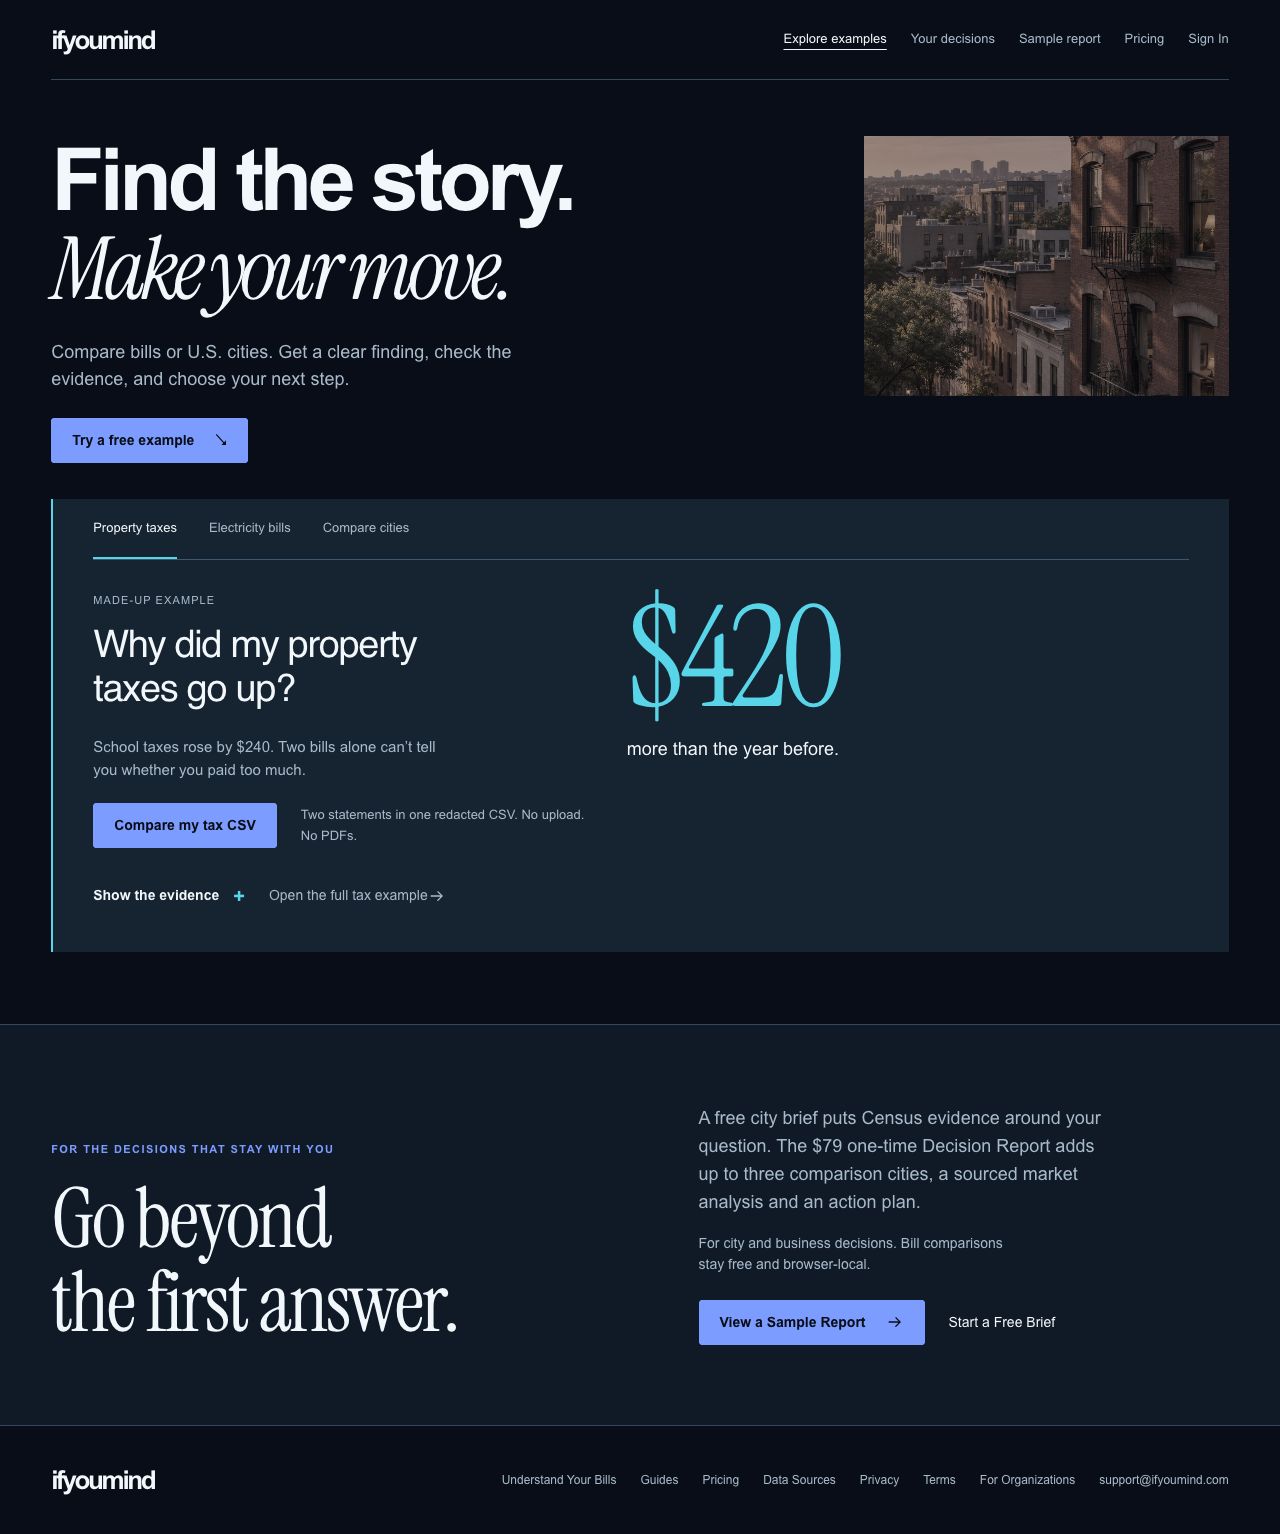 ifyoumind
Explore examples
Your decisions
Sample report
Pricing
Sign In
Find the story.
Make your move.
Compare bills or U.S. cities. Get a clear finding, check the
evidence, and choose your next step.
Try a free example
Property taxes
Electricity bills
Compare cities
MADE-UP EXAMPLE
Why did my property
taxes go up?
School taxes rose by $240. Two bills alone can’t tell
you whether you paid too much.
Compare my tax CSV
Two statements in one redacted CSV. No upload.
No PDFs.
Show the evidence +
Open the full tax example →
$420
more than the year before.
FOR THE DECISIONS THAT STAY WITH YOU
Go beyond
the first answer.
A free city brief puts Census evidence around your
question. The $79 one-time Decision Report adds
up to three comparison cities, a sourced market
analysis and an action plan.
For city and business decisions. Bill comparisons
stay free and browser-local.
View a Sample Report →
Start a Free Brief
ifyoumind
Understand Your Bills
Guides
Pricing
Data Sources
Privacy
Terms
For Organizations
support@ifyoumind.com